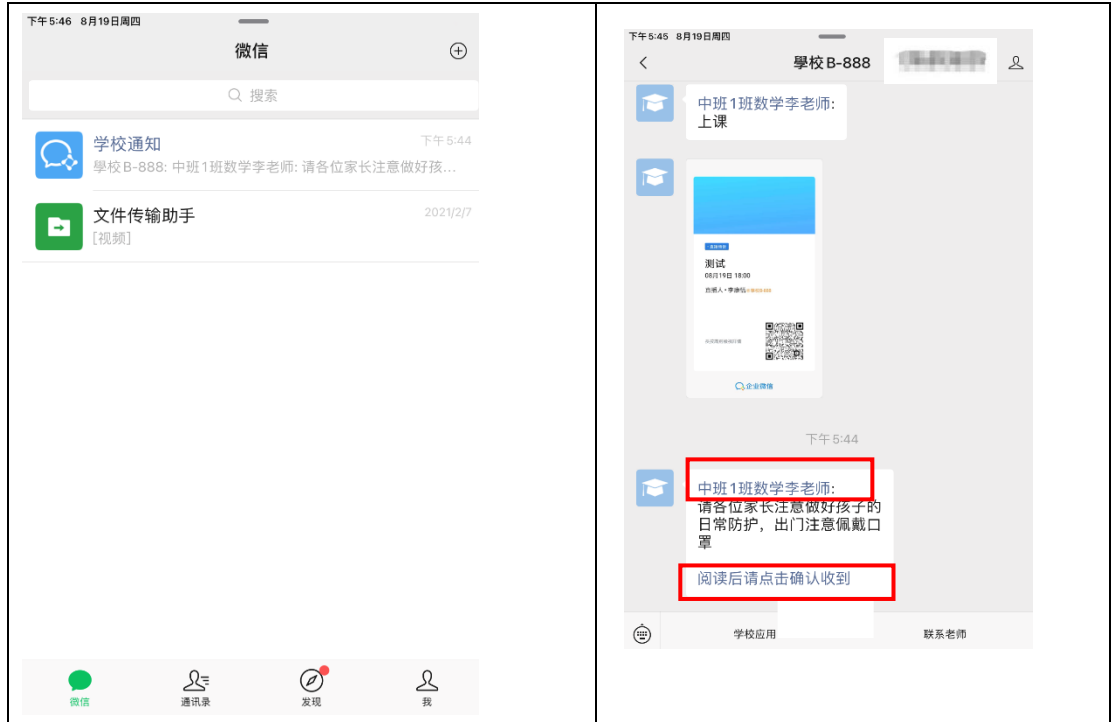 下午5:46 8月19日周四
微信
搜索
学校通知 下午5:44
學校B-888: 中班1班数学李老师: 请各位家长注意做好孩...
文件传输助手 2021/2/7
[视频]
微信 通讯录 发现 我
下午5:45 8月19日周四
學校B-888
中班1班数学李老师:
上课
测试
08月19日 18:00
企业微信
下午5:44
中班1班数学李老师:
请各位家长注意做好孩子的
日常防护，出门注意佩戴口
罩
阅读后请点击确认收到
学校应用 联系老师